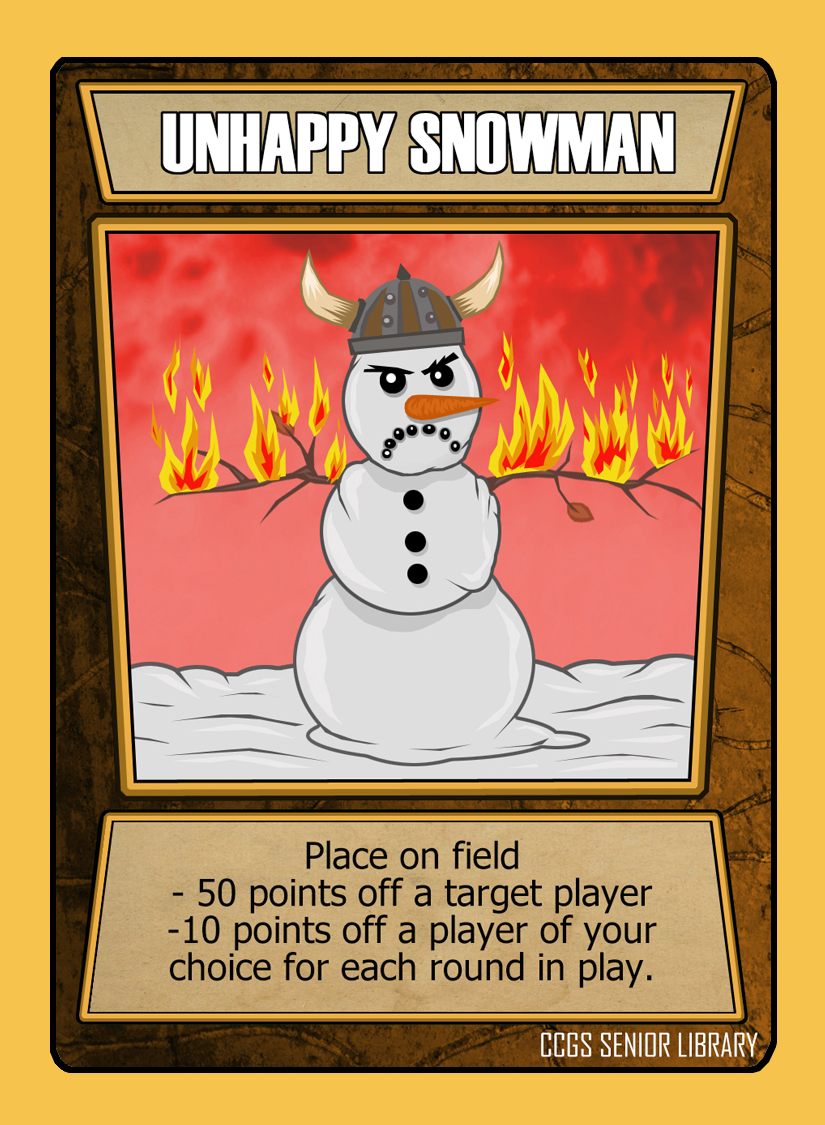 UNHAPPY SNOWMAN
Place on field
- 50 points off a target player
-10 points off a player of your
choice for each round in play.
CCGS SENIOR LIBRARY